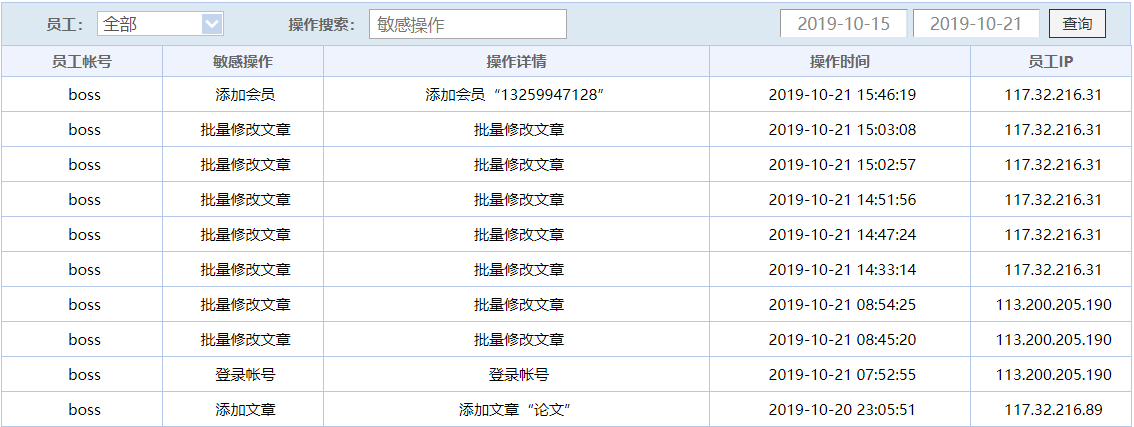 员工: 全部 操作搜索: 敏感操作 2019-10-15 2019-10-21 查询
员工帐号 敏感操作 操作详情 操作时间 员工IP
boss 添加会员 添加会员“13259947128” 2019-10-21 15:46:19 117.32.216.31
boss 批量修改文章 批量修改文章 2019-10-21 15:03:08 117.32.216.31
boss 批量修改文章 批量修改文章 2019-10-21 15:02:57 117.32.216.31
boss 批量修改文章 批量修改文章 2019-10-21 14:51:56 117.32.216.31
boss 批量修改文章 批量修改文章 2019-10-21 14:47:24 117.32.216.31
boss 批量修改文章 批量修改文章 2019-10-21 14:33:14 117.32.216.31
boss 批量修改文章 批量修改文章 2019-10-21 08:54:25 113.200.205.190
boss 批量修改文章 批量修改文章 2019-10-21 08:45:20 113.200.205.190
boss 登录帐号 登录帐号 2019-10-21 07:52:55 113.200.205.190
boss 添加文章 添加文章“论文” 2019-10-20 23:05:51 117.32.216.89